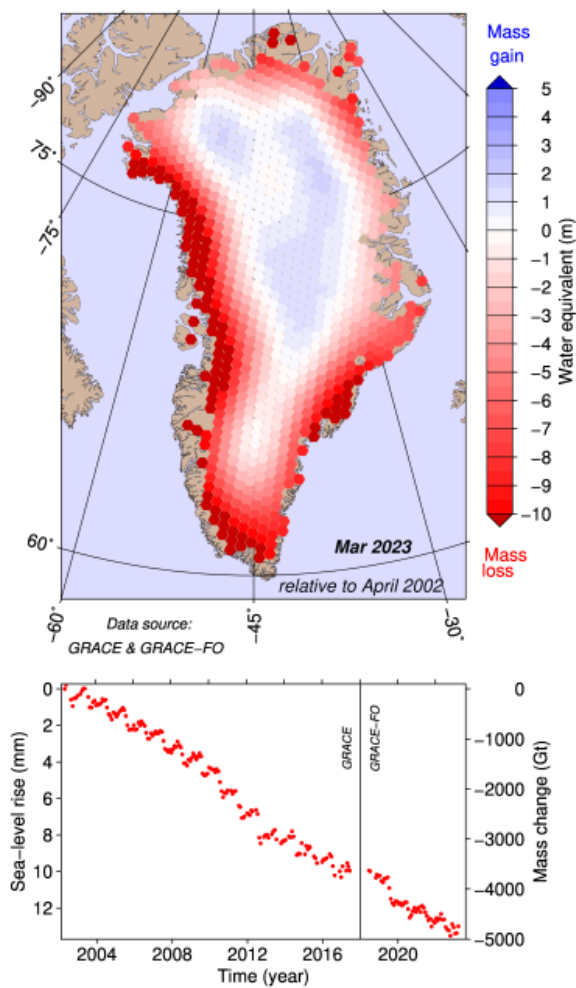 Mass
gain
-90°
75°
-75°
60°
-60°
-45°
-30°
5
4
3
2
1
0
−1
−2
−3
−4
−5
−6
−7
−8
−9
−10
Water equivalent (m)
Mass
loss
Mar 2023
relative to April 2002
Data source:
GRACE & GRACE−FO
0
2
4
6
8
10
12
Sea−level rise (mm)
GRACE
GRACE−FO
0
−1000
−2000
−3000
−4000
−5000
Mass change (Gt)
2004
2008
2012
2016
2020
Time (year)